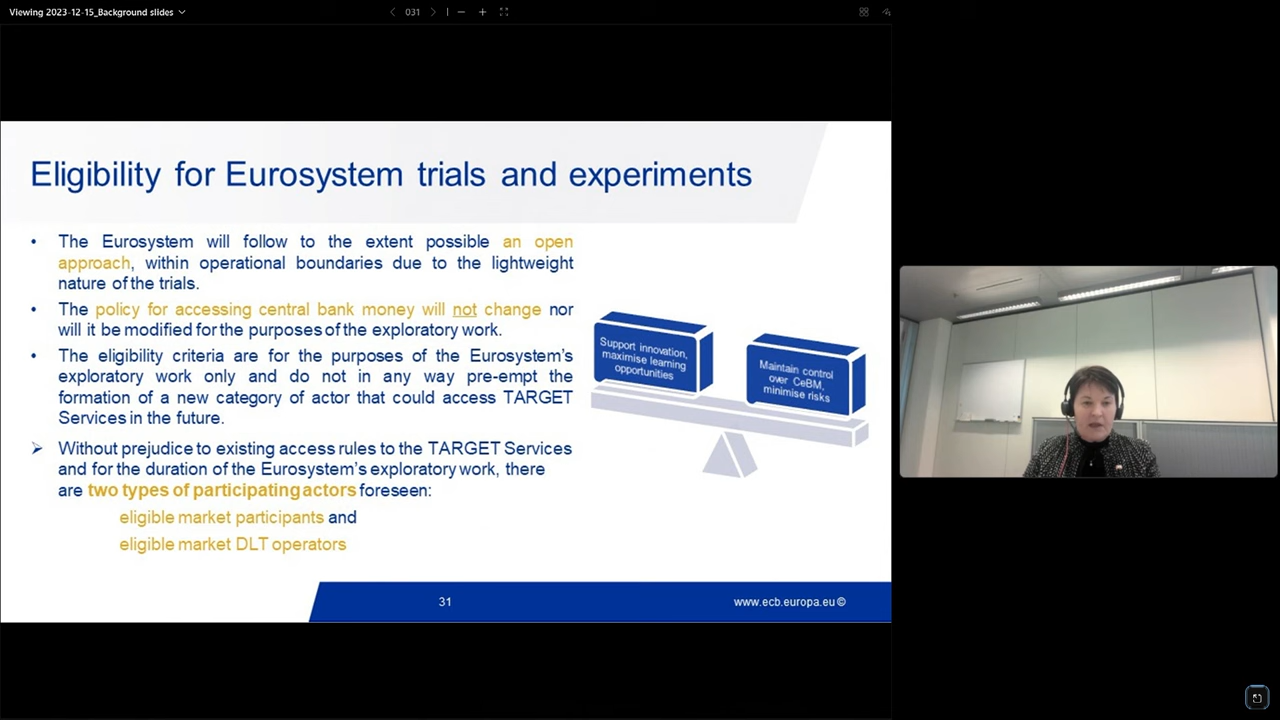 Viewing 2023-12-15_Background slides
031
Eligibility for Eurosystem trials and experiments
• The Eurosystem will follow to the extent possible an open
approach, within operational boundaries due to the lightweight
nature of the trials.
• The policy for accessing central bank money will not change nor
will it be modified for the purposes of the exploratory work.
• The eligibility criteria are for the purposes of the Eurosystem's
exploratory work only and do not in any way pre-empt the
formation of a new category of actor that could access TARGET
Services in the future.
➢ Without prejudice to existing access rules to the TARGET Services
and for the duration of the Eurosystem's exploratory work, there
are two types of participating actors foreseen:
eligible market participants and
eligible market DLT operators
Support innovation,
maximise learning
opportunities
Maintain control
over CeBM,
minimise risks
31
www.ecb.europa.eu ©